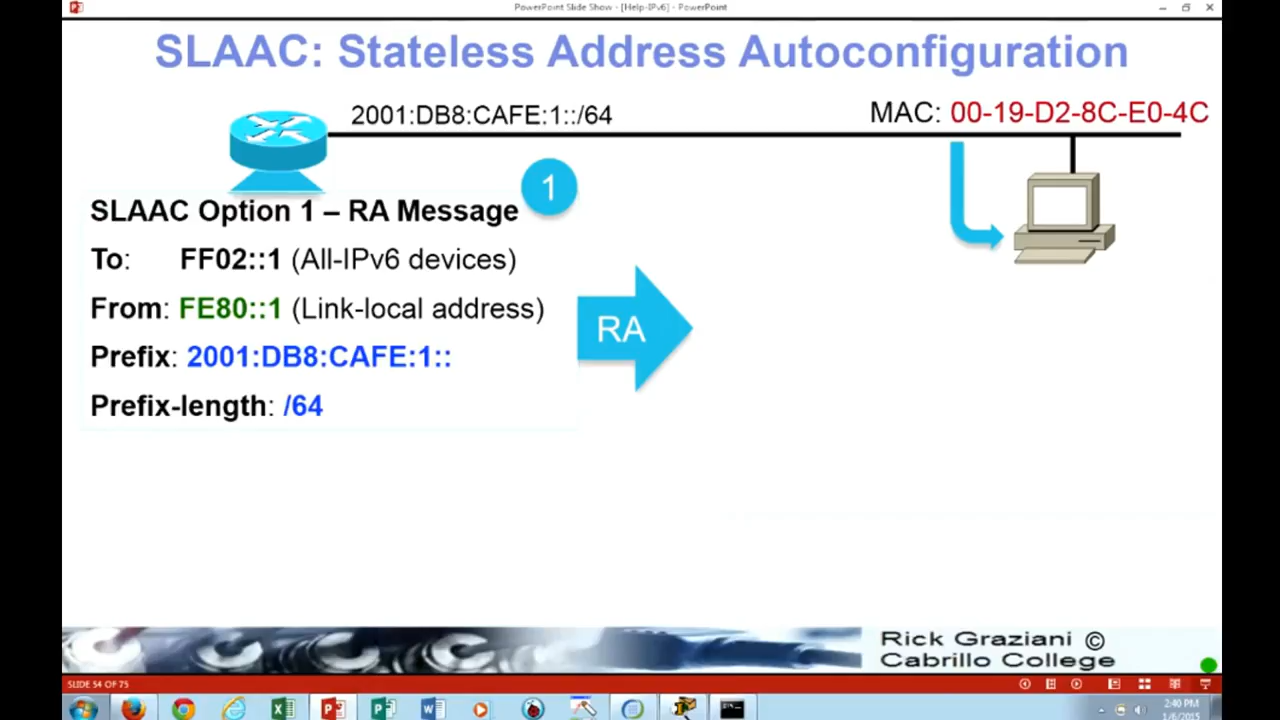 PowerPoint Slide Show - [Help-IPv6] - PowerPoint
SLAAC: Stateless Address Autoconfiguration
2001:DB8:CAFE:1::/64
MAC: 00-19-D2-8C-E0-4C
1
SLAAC Option 1 – RA Message
To: FF02::1 (All-IPv6 devices)
From: FE80::1 (Link-local address)
RA
Prefix: 2001:DB8:CAFE:1::
Prefix-length: /64
Rick Graziani ©
Cabrillo College
SLIDE 54 OF 75
2:40 PM
1/6/2015